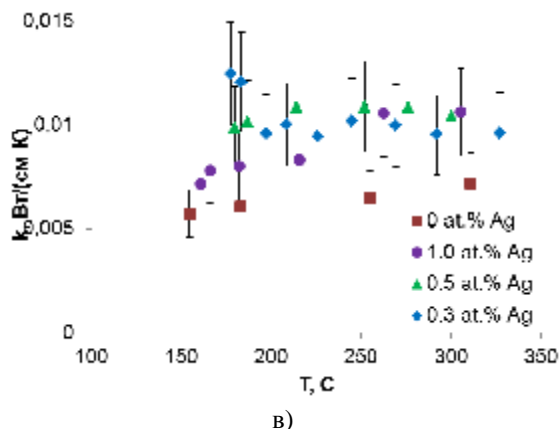 0,015
0,01
0,005
0
k, Вт/(см К)
0 at.% Ag
1.0 at.% Ag
0.5 at.% Ag
0.3 at.% Ag
100
150
200
250
300
350
T, C
в)